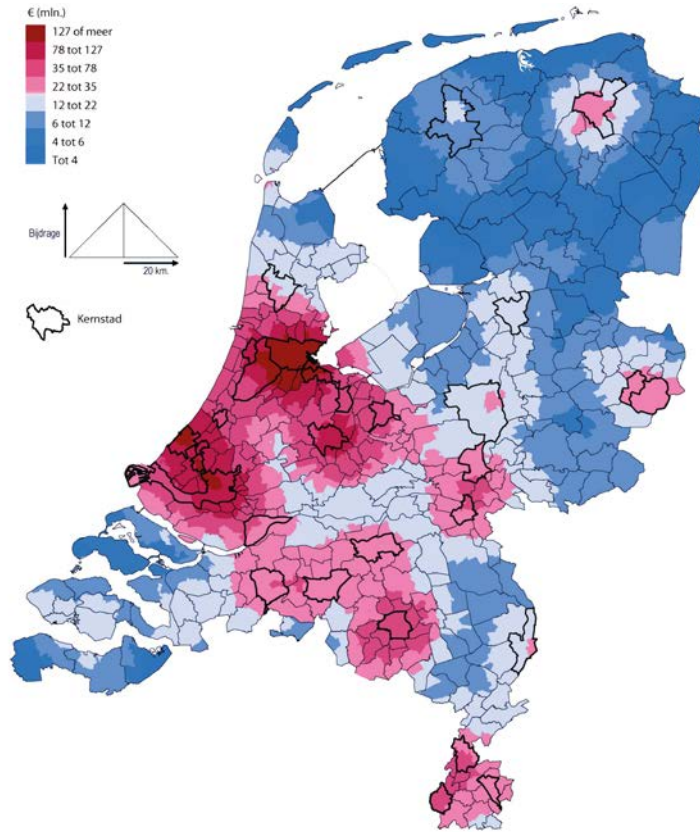 € (mln.)
127 of meer
78 tot 127
35 tot 78
22 tot 35
12 tot 22
6 tot 12
4 tot 6
Tot 4
Bijdrage
20 km.
Kernstad